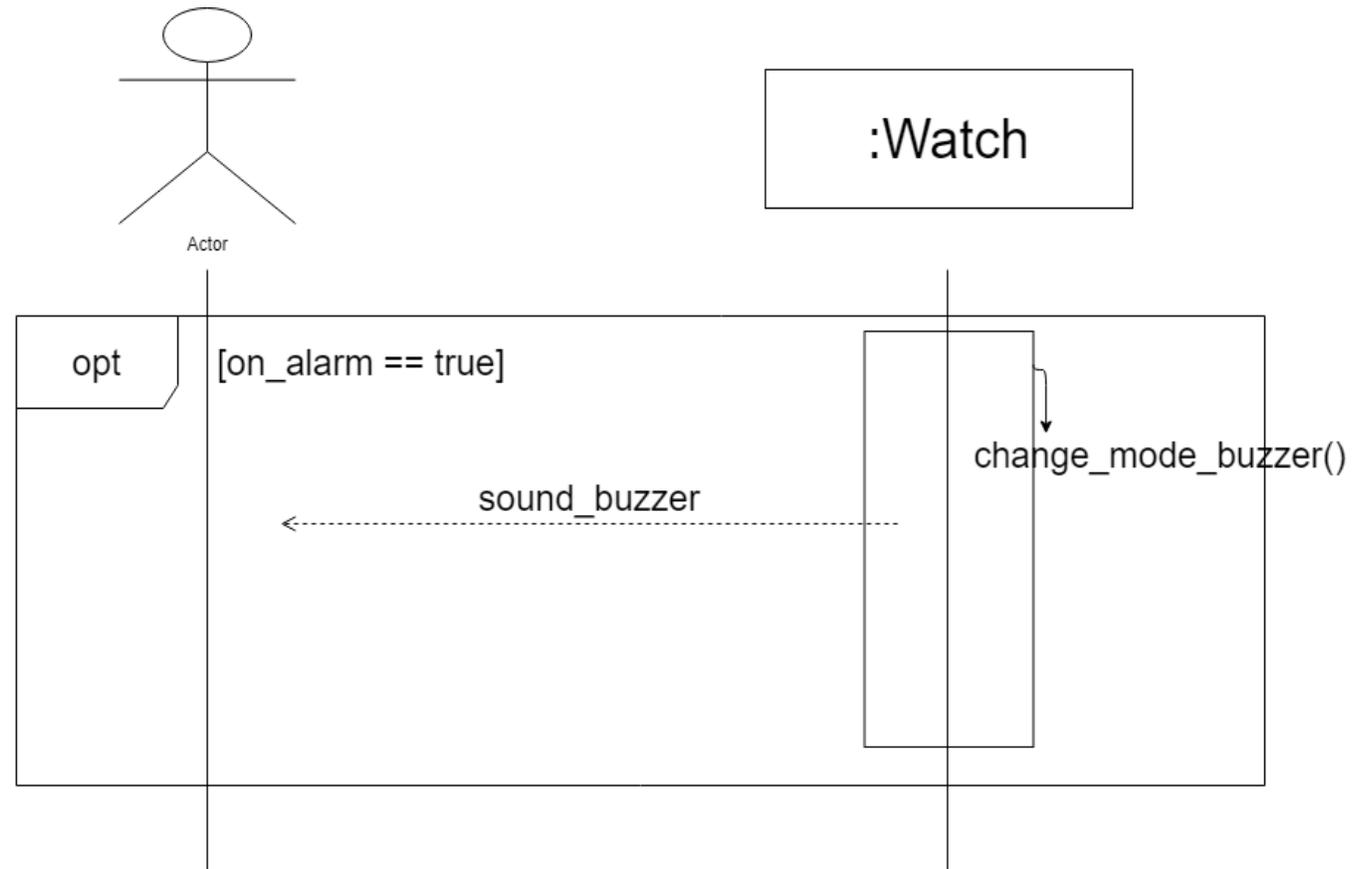 :Watch
Actor
opt
[on_alarm == true]
change_mode_buzzer()
sound_buzzer